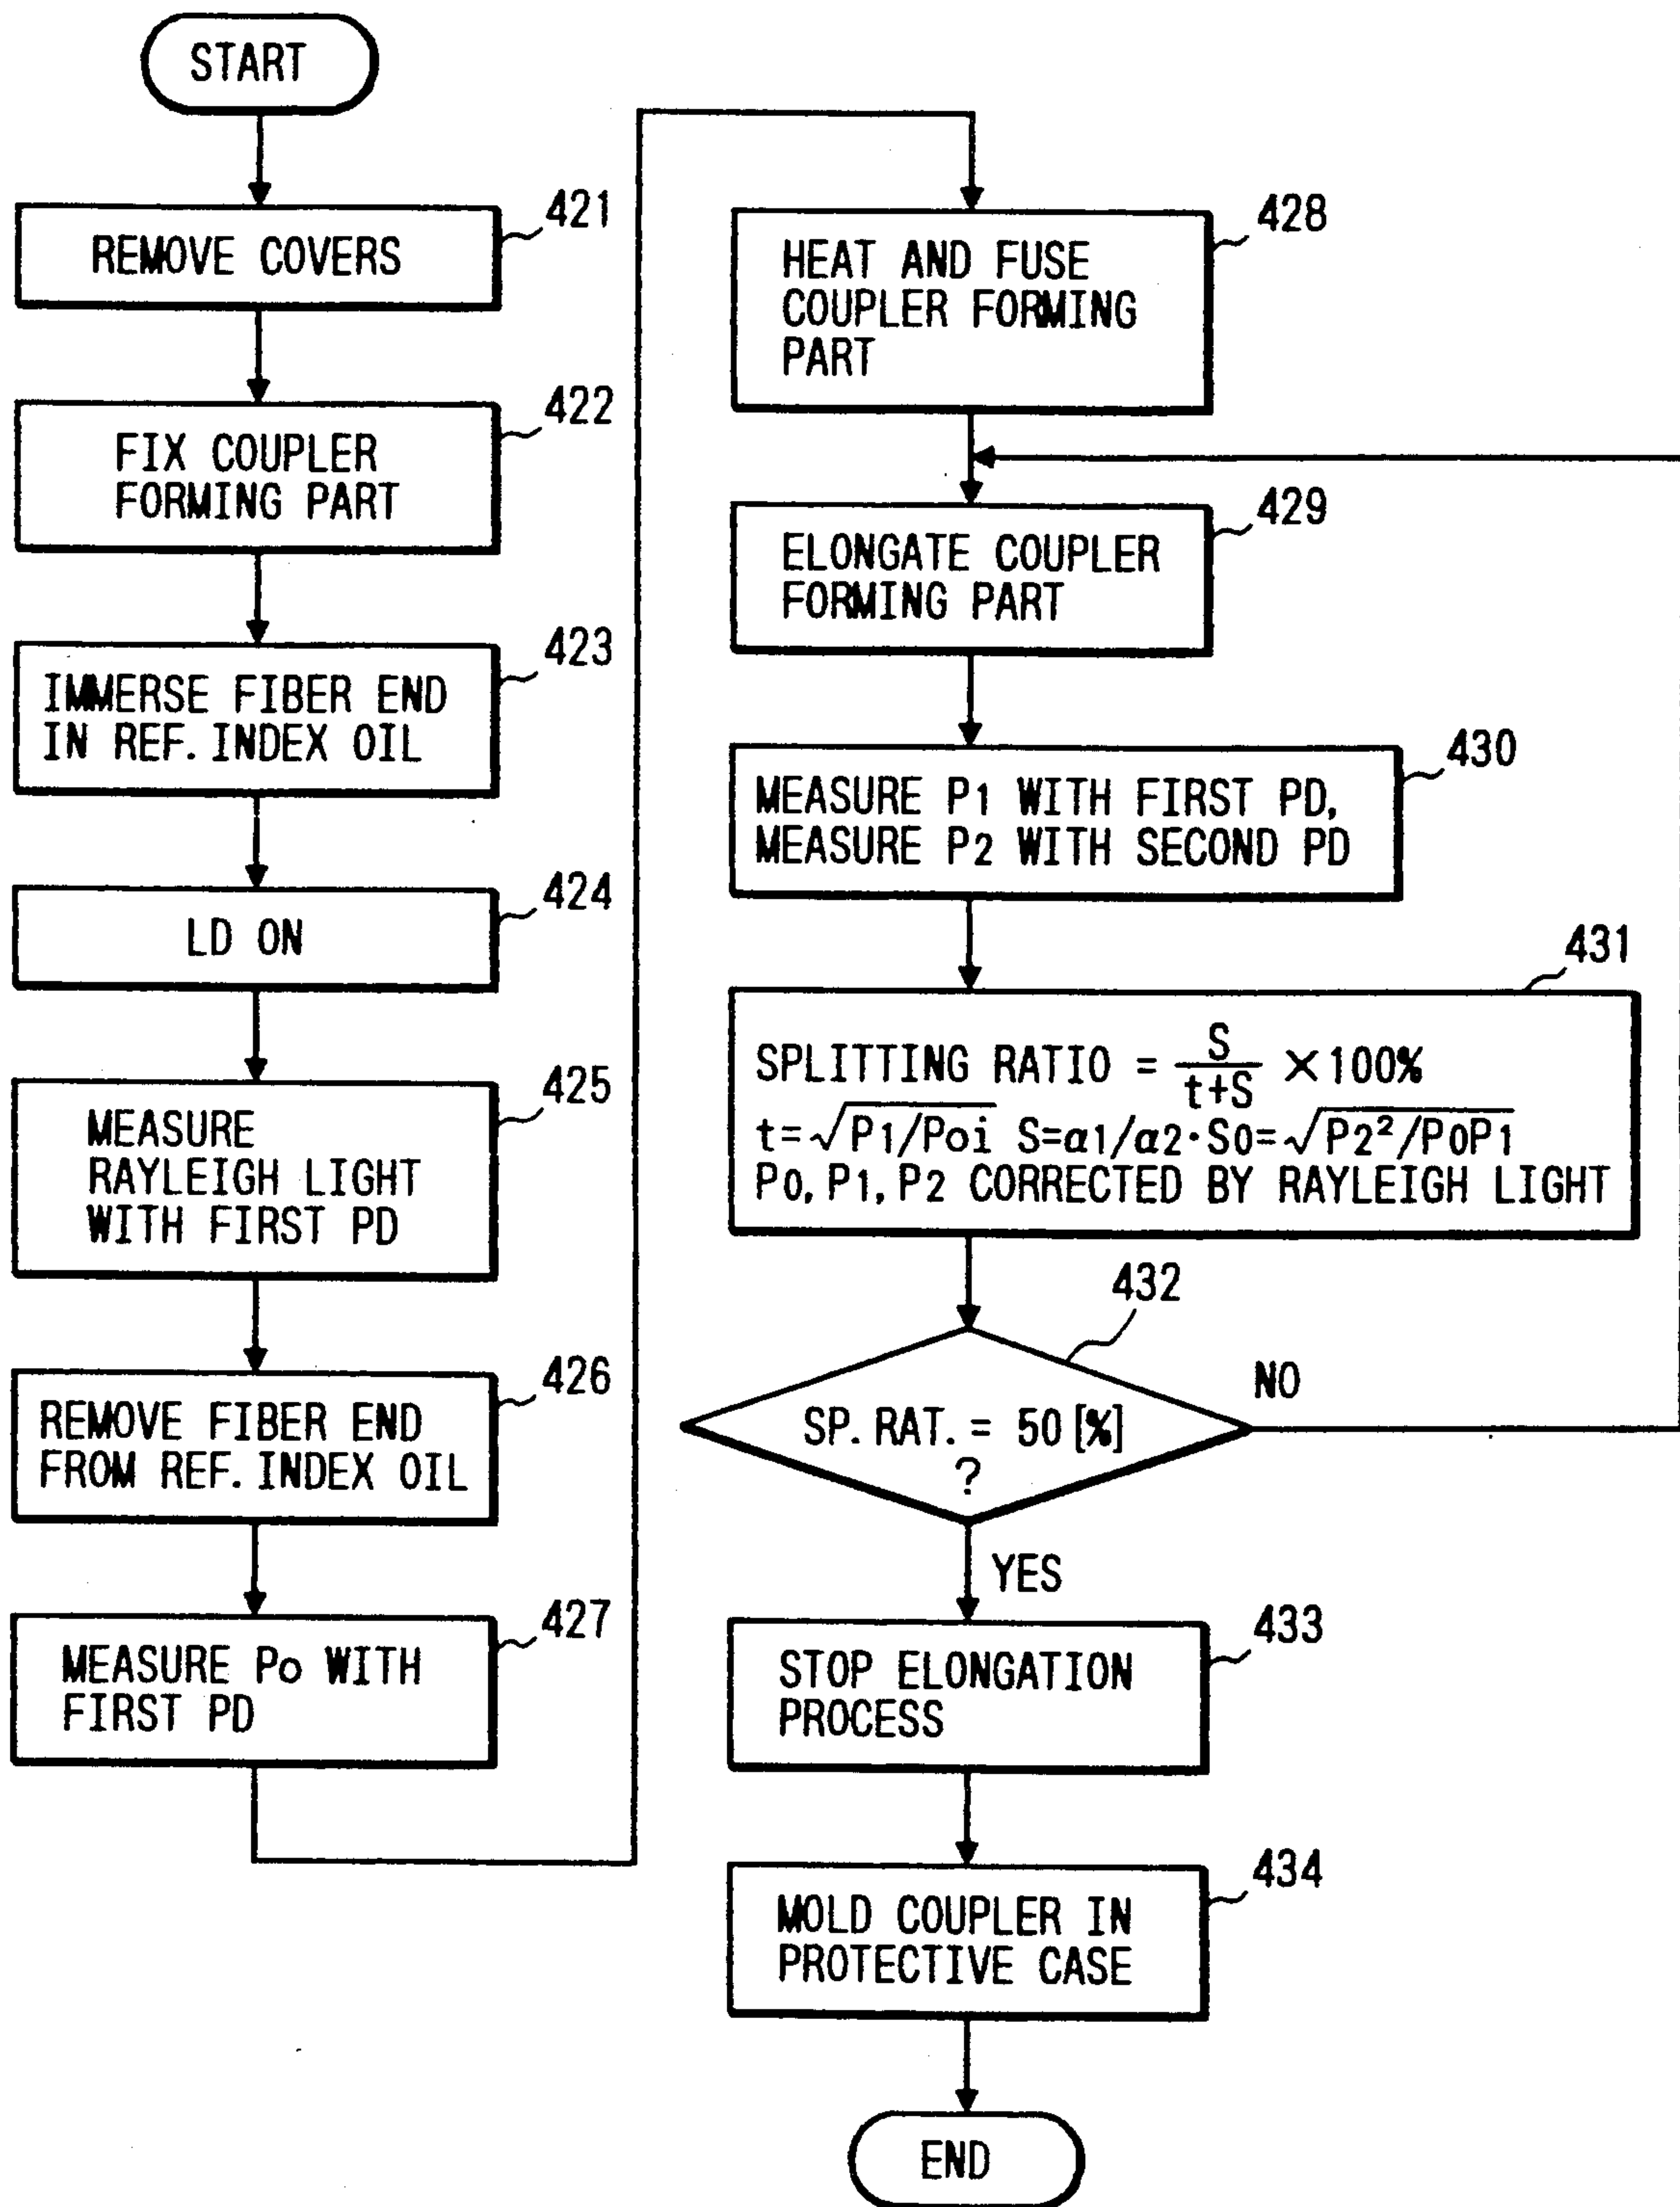 START
421
REMOVE COVERS
422
FIX COUPLER
FORMING PART
423
IMMERSE FIBER END
IN REF. INDEX OIL
424
LD ON
425
MEASURE
RAYLEIGH LIGHT
WITH FIRST PD
426
REMOVE FIBER END
FROM REF. INDEX OIL
427
MEASURE Po WITH
FIRST PD
428
HEAT AND FUSE
COUPLER FORMING
PART
429
ELONGATE COUPLER
FORMING PART
430
MEASURE P1 WITH FIRST PD,
MEASURE P2 WITH SECOND PD
431
SPLITTING RATIO = S/t+S ×100%
t=√P1/Poi S=α1/α2·S0=√P2²/P0P1
P0, P1, P2 CORRECTED BY RAYLEIGH LIGHT
432
SP. RAT. = 50 [%]
?
NO
YES
433
STOP ELONGATION
PROCESS
434
MOLD COUPLER IN
PROTECTIVE CASE
END